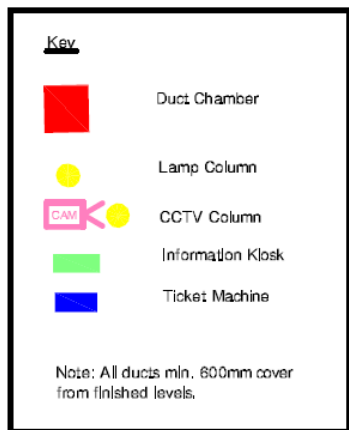 Key
Duct Chamber
Lamp Column
CAM
CCTV Column
Information Kiosk
Ticket Machine
Note: All ducts min. 600mm cover
from finished levels.